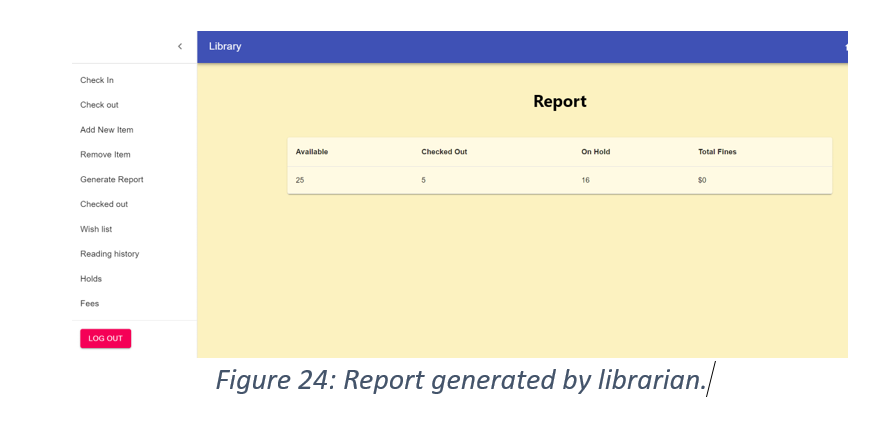 Library
Check In
Check out
Add New Item
Remove Item
Generate Report
Checked out
Wish list
Reading history
Holds
Fees
LOG OUT
Report
Available Checked Out On Hold Total Fines
25 5 16 $0
Figure 24: Report generated by librarian.